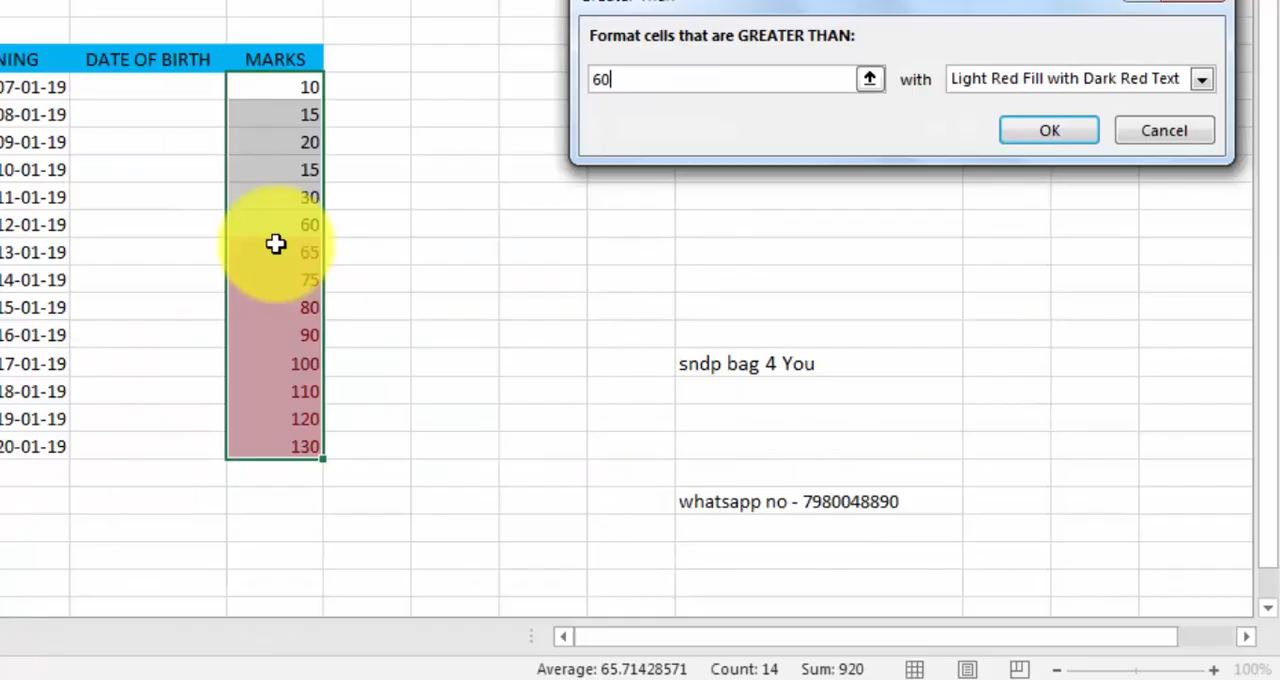 Format cells that are GREATER THAN:
60 with Light Red Fill with Dark Red Text
OK Cancel
NING DATE OF BIRTH MARKS
07-01-19 10
08-01-19 15
09-01-19 20
10-01-19 15
11-01-19 30
12-01-19 60
13-01-19 65
14-01-19 75
15-01-19 80
16-01-19 90
17-01-19 100
18-01-19 110
19-01-19 120
20-01-19 130
sndp bag 4 You
whatsapp no - 7980048890
Average: 65.71428571 Count: 14 Sum: 920 100%